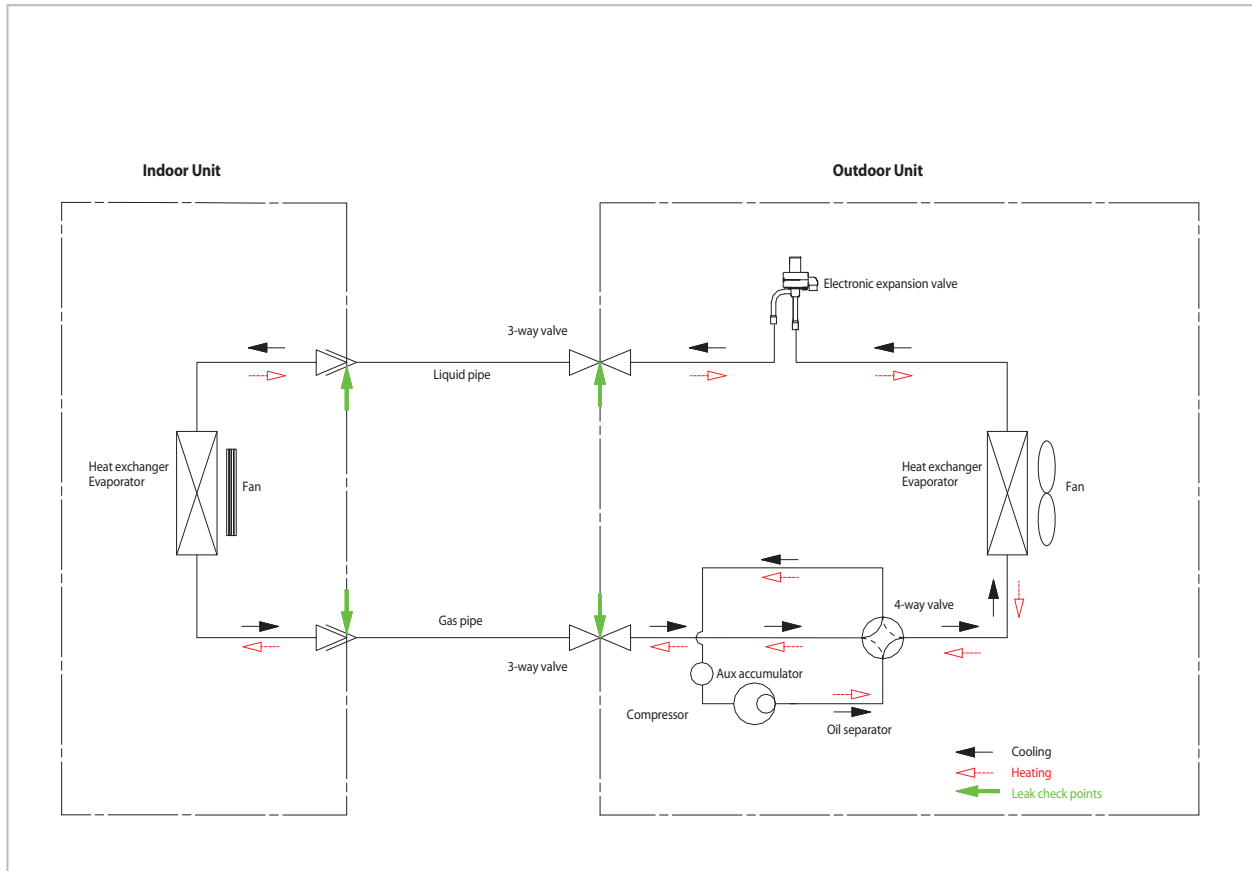 Indoor Unit
Outdoor Unit
Electronic expansion valve
3-way valve
Liquid pipe
Heat exchanger
Evaporator
Fan
Heat exchanger
Evaporator
Fan
4-way valve
Gas pipe
3-way valve
Aux accumulator
Compressor
Oil separator
Cooling
Heating
Leak check points